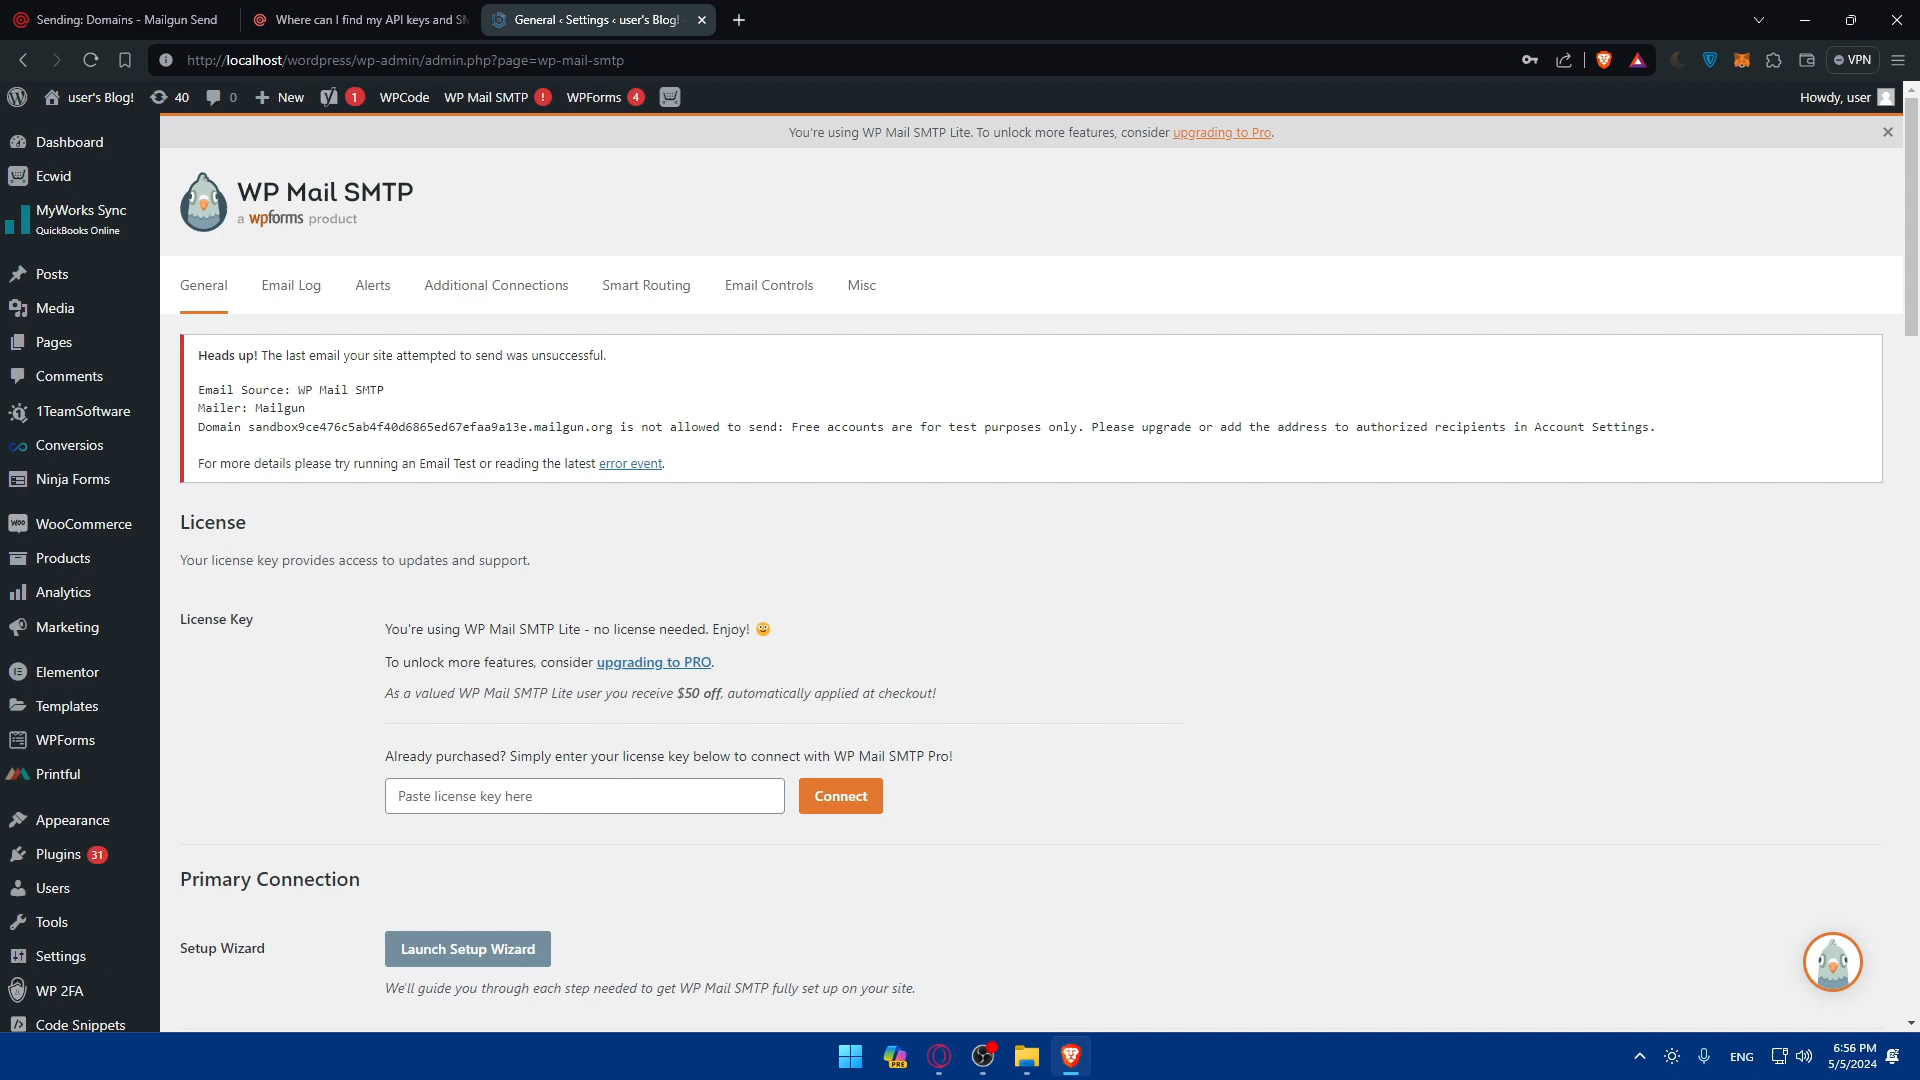 Sending: Domains - Mailgun Send
Where can I find my API keys and SM
General ‹ Settings ‹ user's Blog!
http://localhost/wordpress/wp-admin/admin.php?page=wp-mail-smtp
VPN
user's Blog!
40
0
New
1
WPCode
WP Mail SMTP
!
WPForms
4
Howdy, user
You're using WP Mail SMTP Lite. To unlock more features, consider upgrading to Pro.
Dashboard
Ecwid
MyWorks Sync
QuickBooks Online
Posts
Media
Pages
Comments
1TeamSoftware
Conversios
Ninja Forms
WooCommerce
Products
Analytics
Marketing
Elementor
Templates
WPForms
Printful
Appearance
Plugins 31
Users
Tools
Settings
WP 2FA
Code Snippets
WP Mail SMTP
a wpforms product
General
Email Log
Alerts
Additional Connections
Smart Routing
Email Controls
Misc
Heads up! The last email your site attempted to send was unsuccessful.
Email Source: WP Mail SMTP
Mailer: Mailgun
Domain sandbox9ce476c5ab4f40d6865ed67efaa9a13e.mailgun.org is not allowed to send: Free accounts are for test purposes only. Please upgrade or add the address to authorized recipients in Account Settings.
For more details please try running an Email Test or reading the latest error event.
License
Your license key provides access to updates and support.
License Key
You're using WP Mail SMTP Lite - no license needed. Enjoy! 🙂
To unlock more features, consider upgrading to PRO.
As a valued WP Mail SMTP Lite user you receive $50 off, automatically applied at checkout!
Already purchased? Simply enter your license key below to connect with WP Mail SMTP Pro!
Paste license key here
Connect
Primary Connection
Setup Wizard
Launch Setup Wizard
We'll guide you through each step needed to get WP Mail SMTP fully set up on your site.
PRE
ENG
6:56 PM
5/5/2024